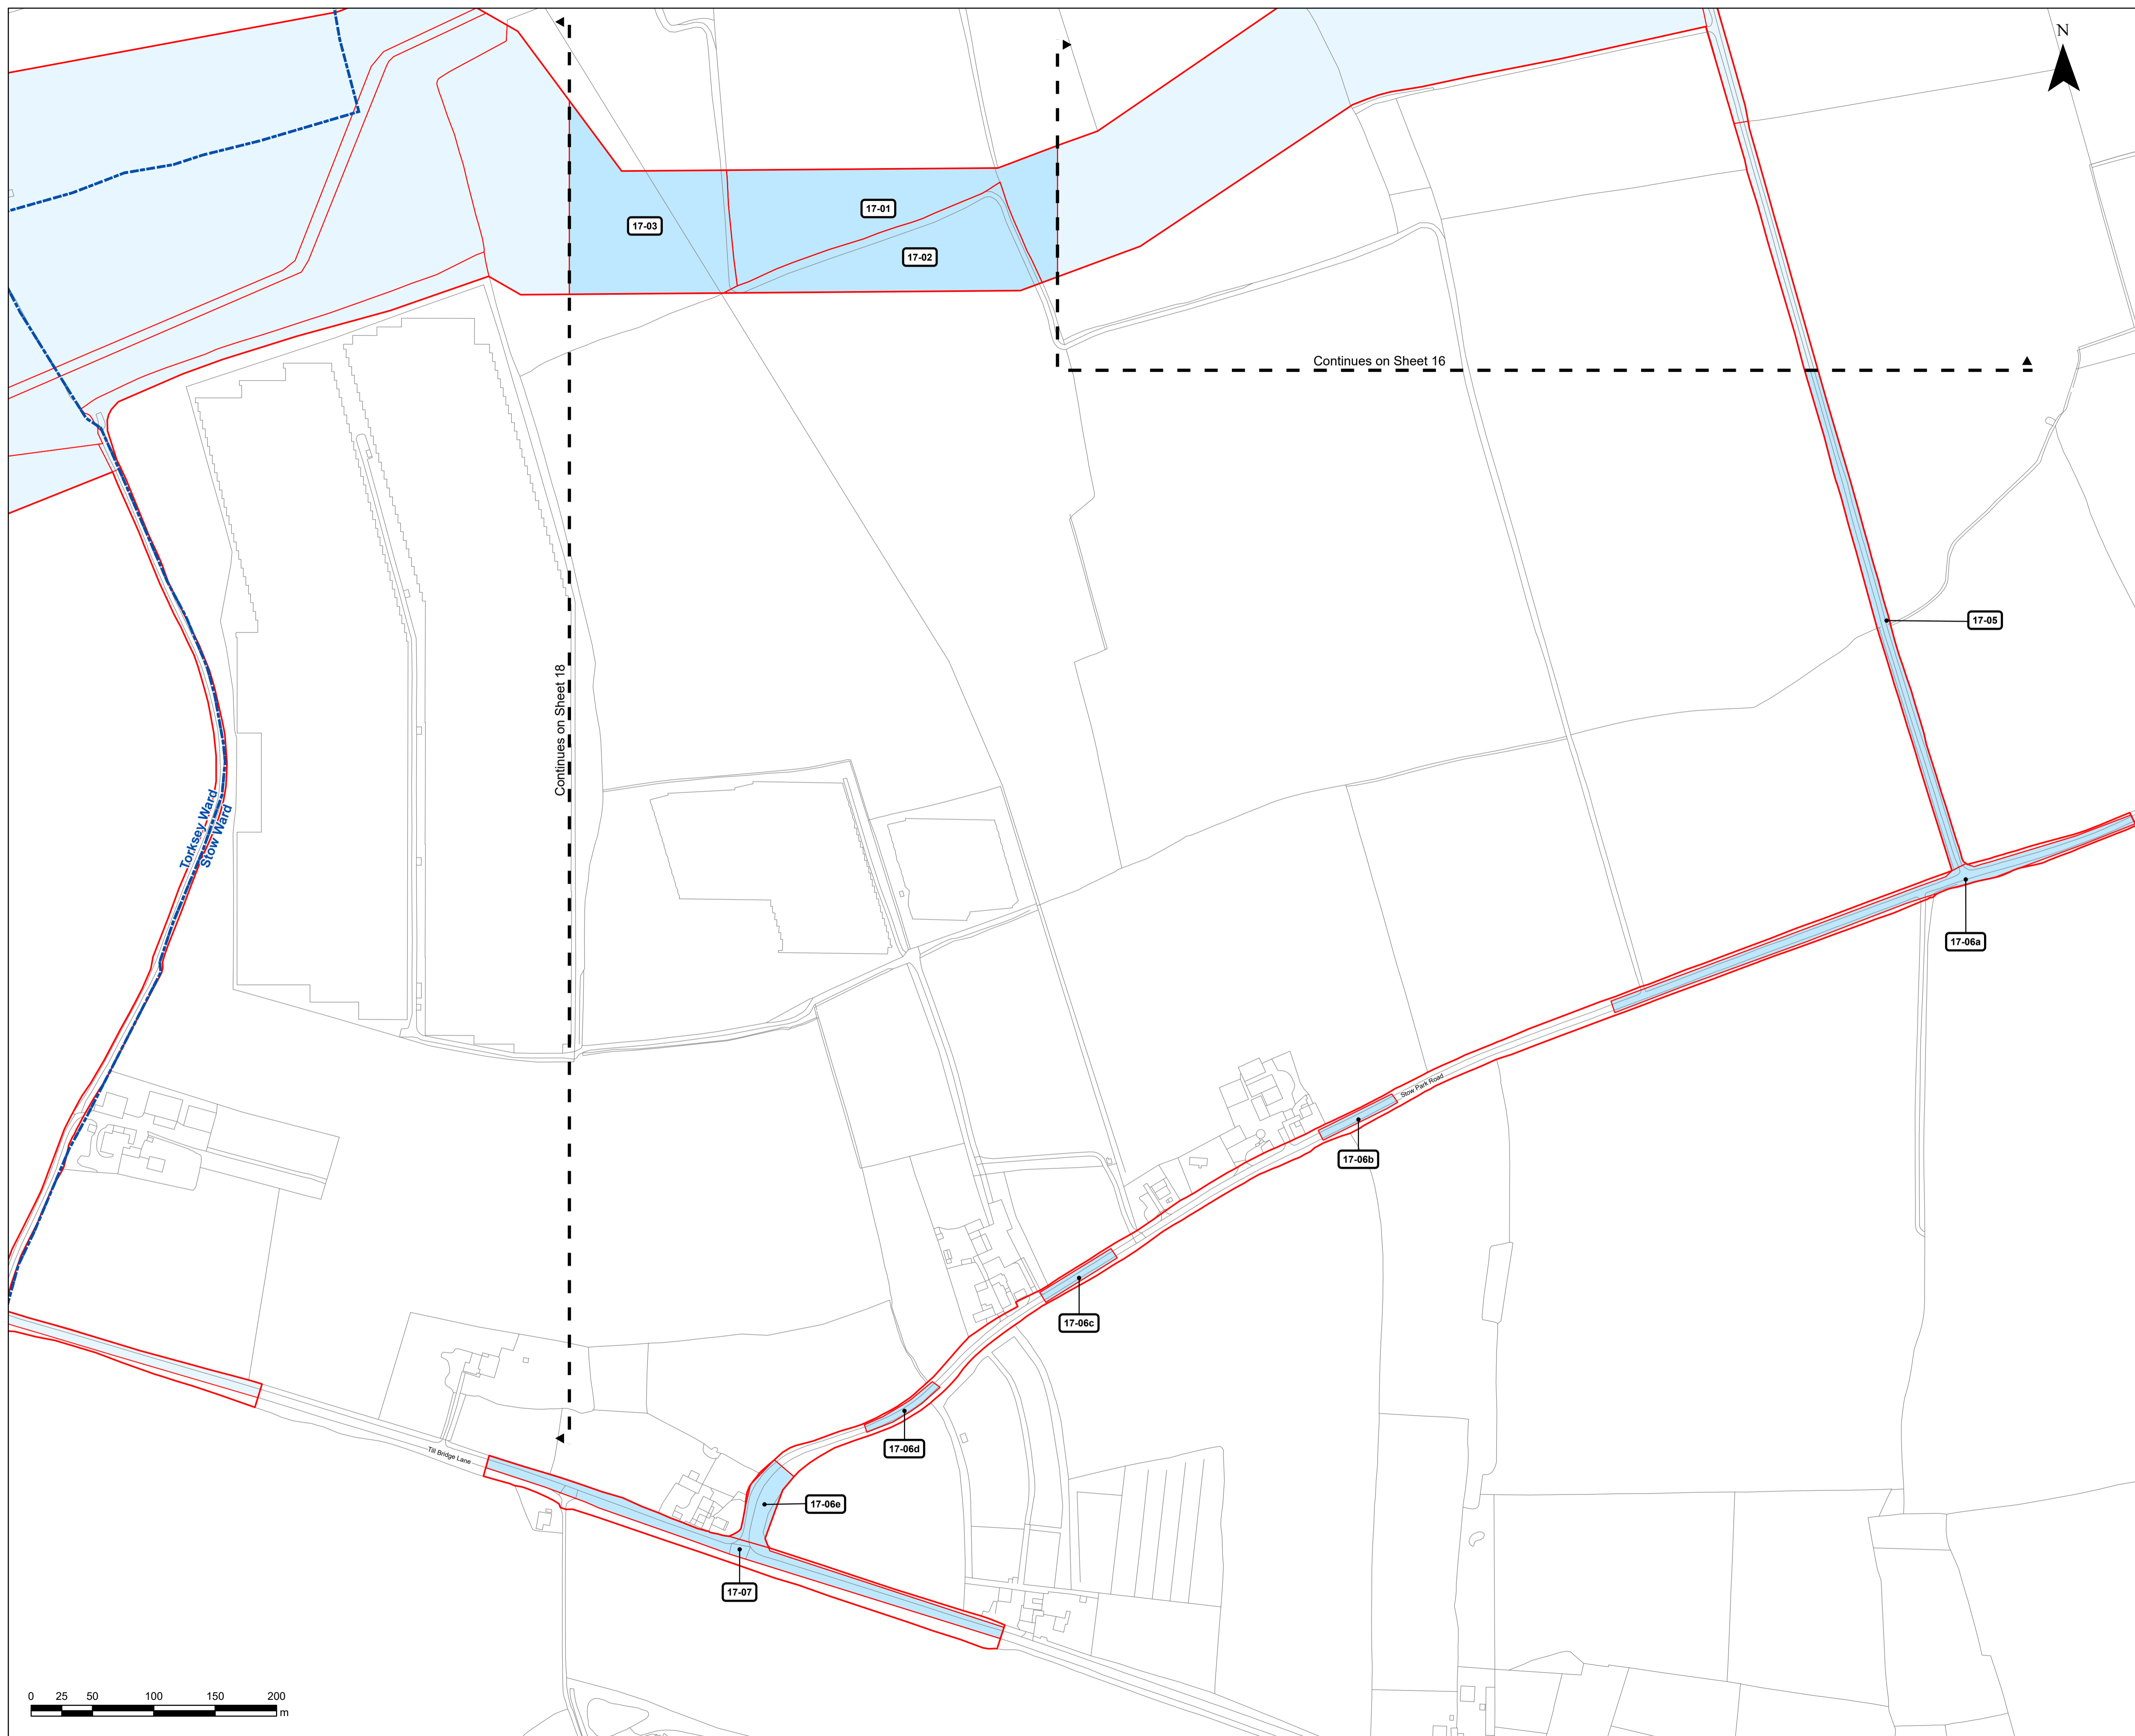 N
17-01
17-03
17-02
Continues on Sheet 16
17-05
Continues on Sheet 18
Torksey Ward
Stow Ward
17-06a
Stow Park Road
17-06b
17-06c
17-06d
Till Bridge Lane
17-06e
17-07
0 25 50 100 150 200
m